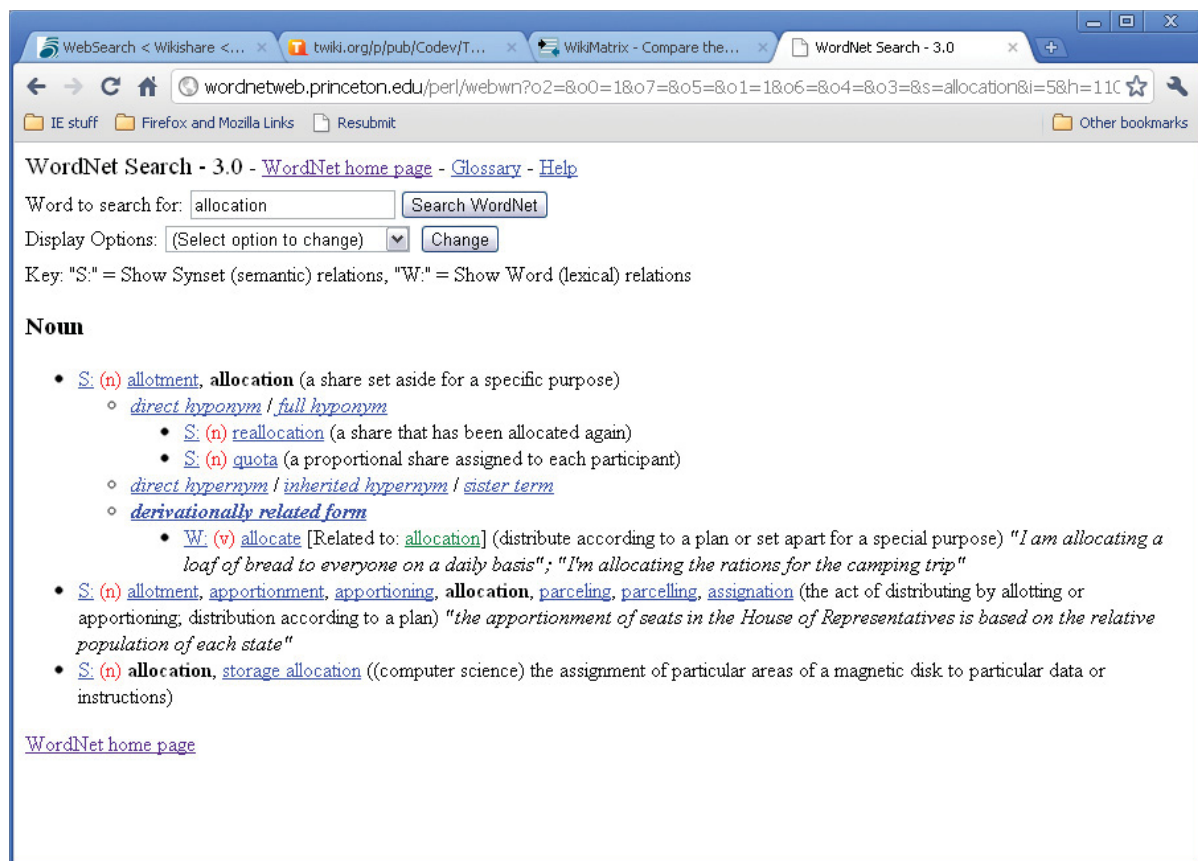 WebSearch < Wikishare <...
twiki.org/p/pub/Codev/T...
WikiMatrix - Compare the...
WordNet Search - 3.0
wordnetweb.princeton.edu/perl/webwn?o2=&o0=1&o7=&o5=&o1=1&o6=&o4=&o3=&s=allocation&i=5&h=110
IE stuff Firefox and Mozilla Links Resubmit Other bookmarks
WordNet Search - 3.0 - WordNet home page - Glossary - Help
Word to search for: allocation Search WordNet
Display Options: (Select option to change) Change
Key: "S:" = Show Synset (semantic) relations, "W:" = Show Word (lexical) relations
Noun
• S: (n) allotment, allocation (a share set aside for a specific purpose)
○ direct hyponym / full hyponym
• S: (n) reallocation (a share that has been allocated again)
• S: (n) quota (a proportional share assigned to each participant)
○ direct hypernym / inherited hypernym / sister term
○ derivationally related form
• W: (v) allocate [Related to: allocation] (distribute according to a plan or set apart for a special purpose) "I am allocating a
loaf of bread to everyone on a daily basis"; "I'm allocating the rations for the camping trip"
• S: (n) allotment, apportionment, apportioning, allocation, parceling, parcelling, assignation (the act of distributing by allotting or
apportioning; distribution according to a plan) "the apportionment of seats in the House of Representatives is based on the relative
population of each state"
• S: (n) allocation, storage allocation ((computer science) the assignment of particular areas of a magnetic disk to particular data or
instructions)
WordNet home page